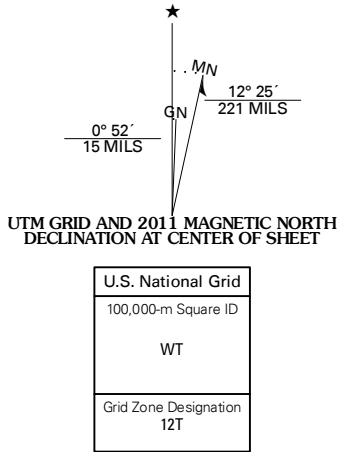 ★
MN
GN
12° 25´
221 MILS
0° 52´
15 MILS
UTM GRID AND 2011 MAGNETIC NORTH
DECLINATION AT CENTER OF SHEET
U.S. National Grid
100,000-m Square ID
WT
Grid Zone Designation
12T